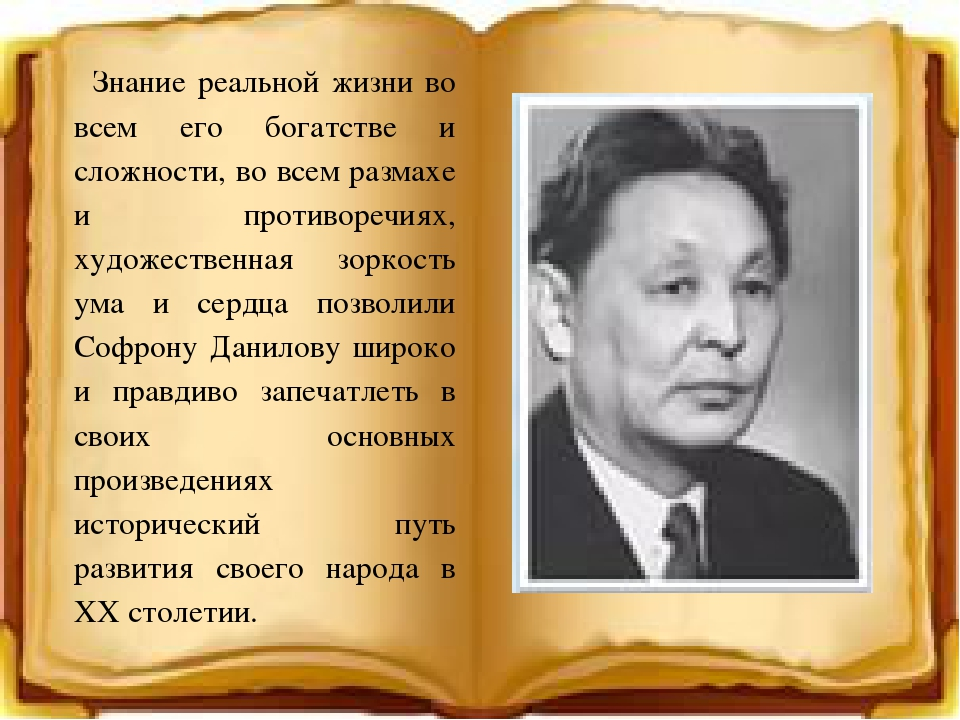 Знание реальной жизни во
всем его богатстве и
сложности, во всем размахе
и противоречиях,
художественная зоркость
ума и сердца позволили
Софрону Данилову широко
и правдиво запечатлеть в
своих основных
произведениях
исторический путь
развития своего народа в
XX столетии.